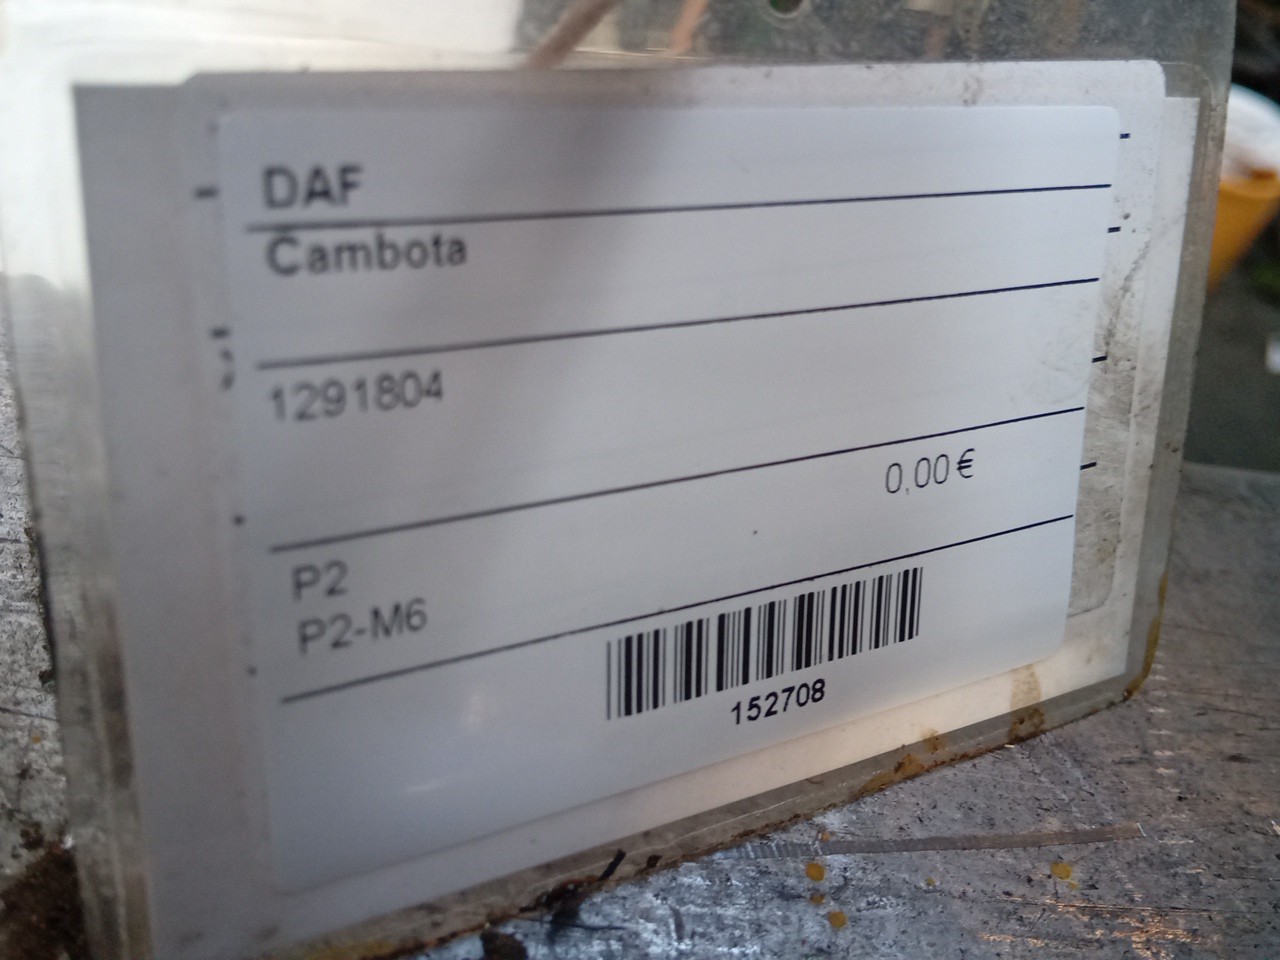 DAF
Cambota
1291804
0,00 €
P2
P2-M6
152708